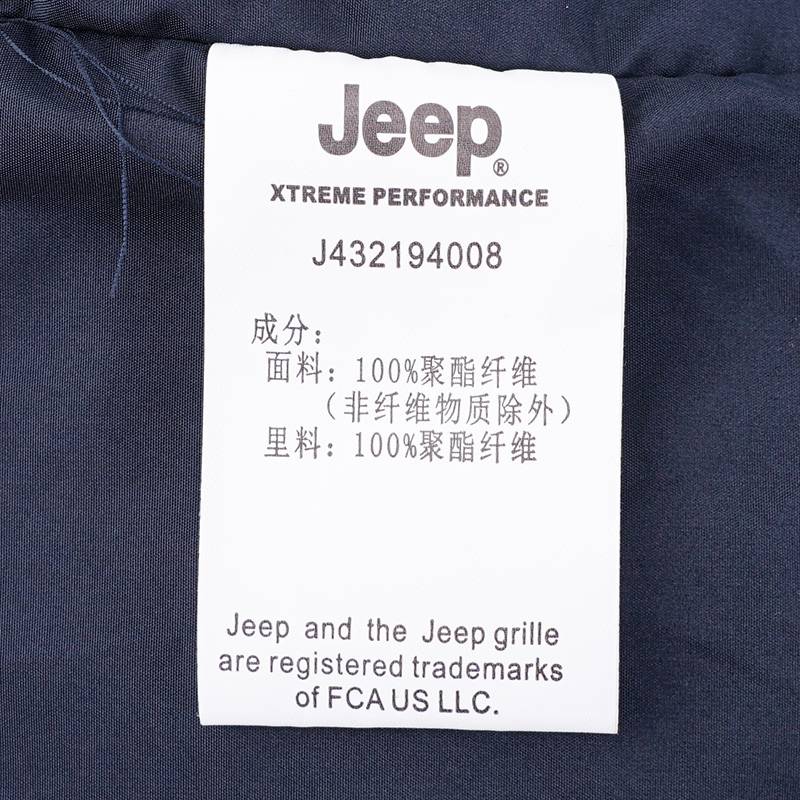 Jeep®
XTREME PERFORMANCE
J432194008
成分：
面料：100%聚酯纤维
（非纤维物质除外）
里料：100%聚酯纤维
Jeep and the Jeep grille
are registered trademarks
of FCA US LLC.